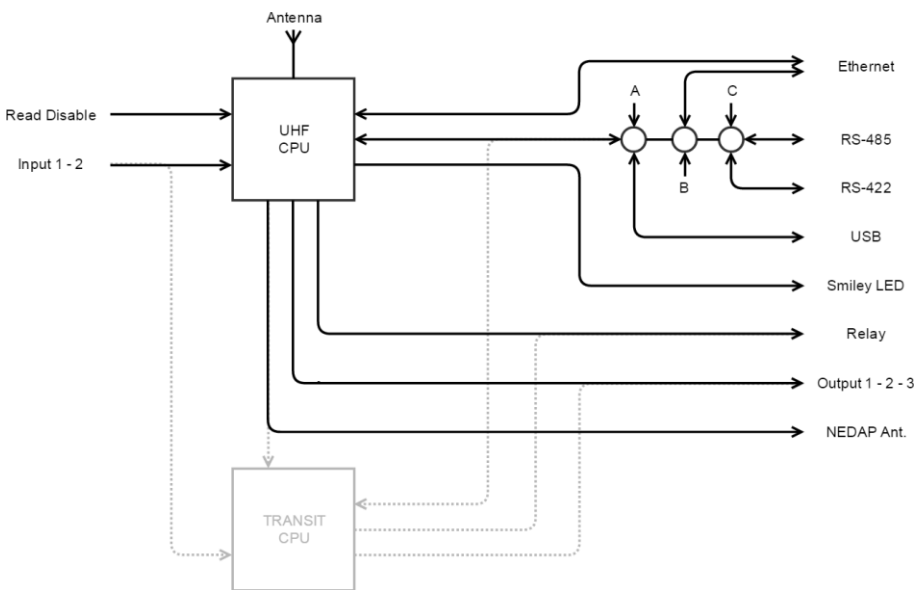 Antenna
Ethernet
A
C
Read Disable
UHF
CPU
RS-485
Input 1 - 2
B
RS-422
USB
Smiley LED
Relay
Output 1 - 2 - 3
NEDAP Ant.
TRANSIT
CPU